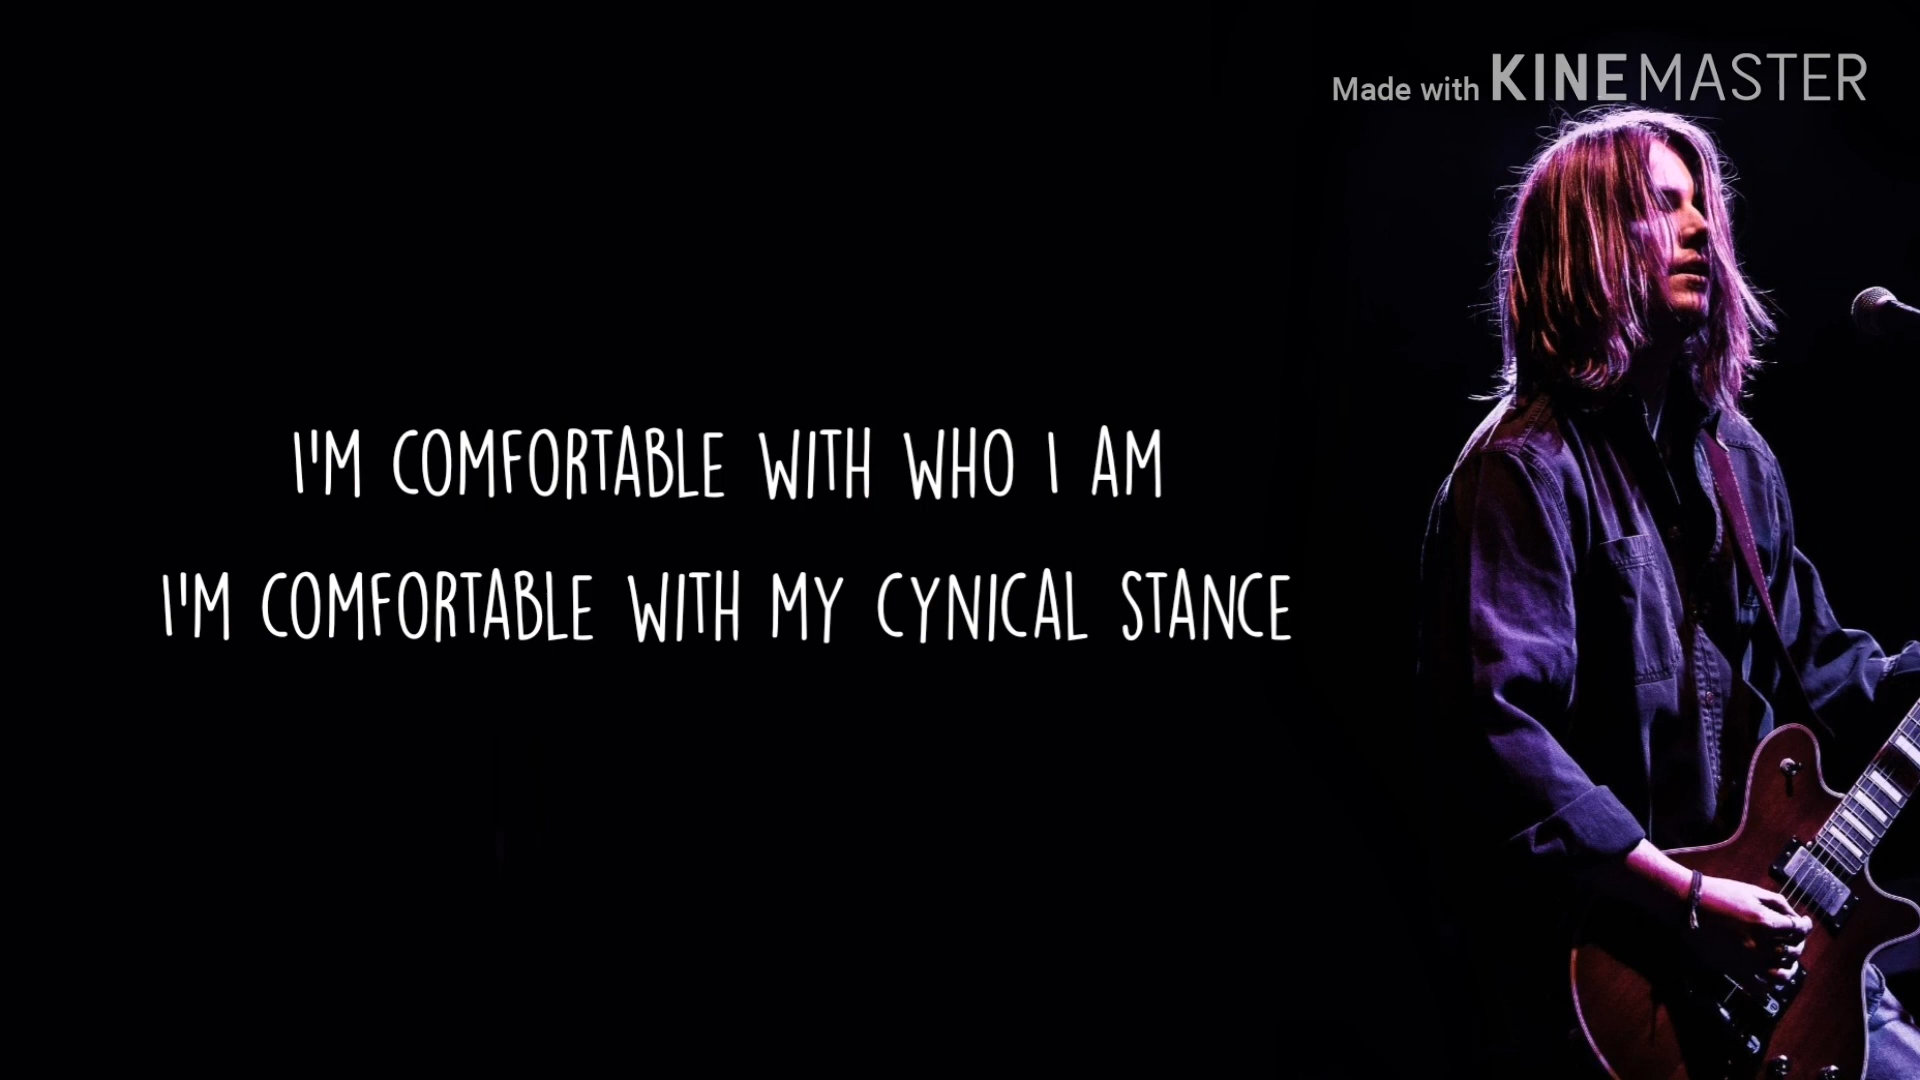 Made with KINEMASTER
I'M COMFORTABLE WITH WHO I AM
I'M COMFORTABLE WITH MY CYNICAL STANCE